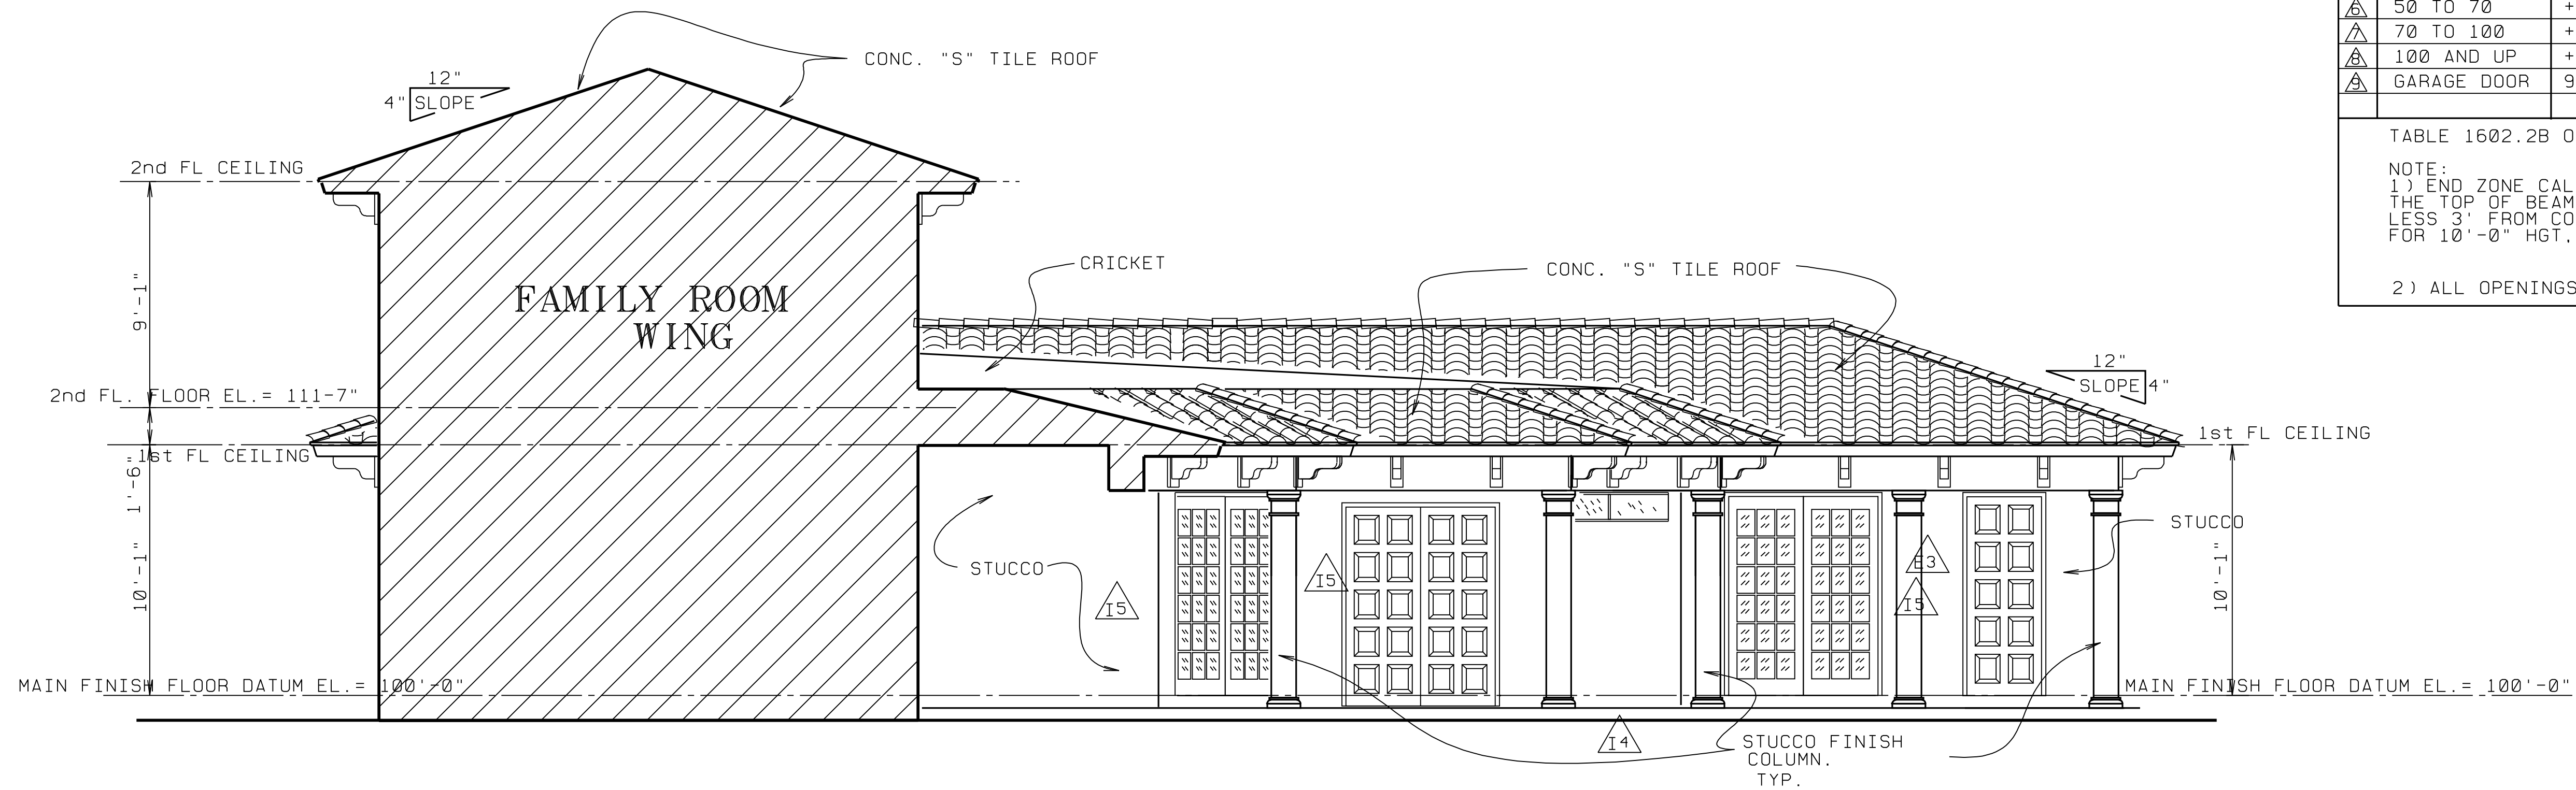 CONC. "S" TILE ROOF
12"
4" SLOPE
2nd FL CEILING
9'-1"
FAMILY ROOM
WING
CRICKET
CONC. "S" TILE ROOF
12"
SLOPE 4"
2nd FL. FLOOR EL.= 111-7"
1st FL CEILING
1'-6"
1st FL CEILING
10'-1"
STUCCO
I5
I5
E3
I5
STUCCO
10'-1"
MAIN FINISH FLOOR DATUM EL.= 100'-0"
MAIN FINISH FLOOR DATUM EL.= 100'-0"
I4
STUCCO FINISH
COLUMN.
TYP.
6 50 TO 70 +
7 70 TO 100 +
8 100 AND UP +
9 GARAGE DOOR 9
TABLE 1602.2B O
NOTE:
1) END ZONE CAL
THE TOP OF BEAM
LESS 3' FROM CO
FOR 10'-0" HGT.
2) ALL OPENINGS